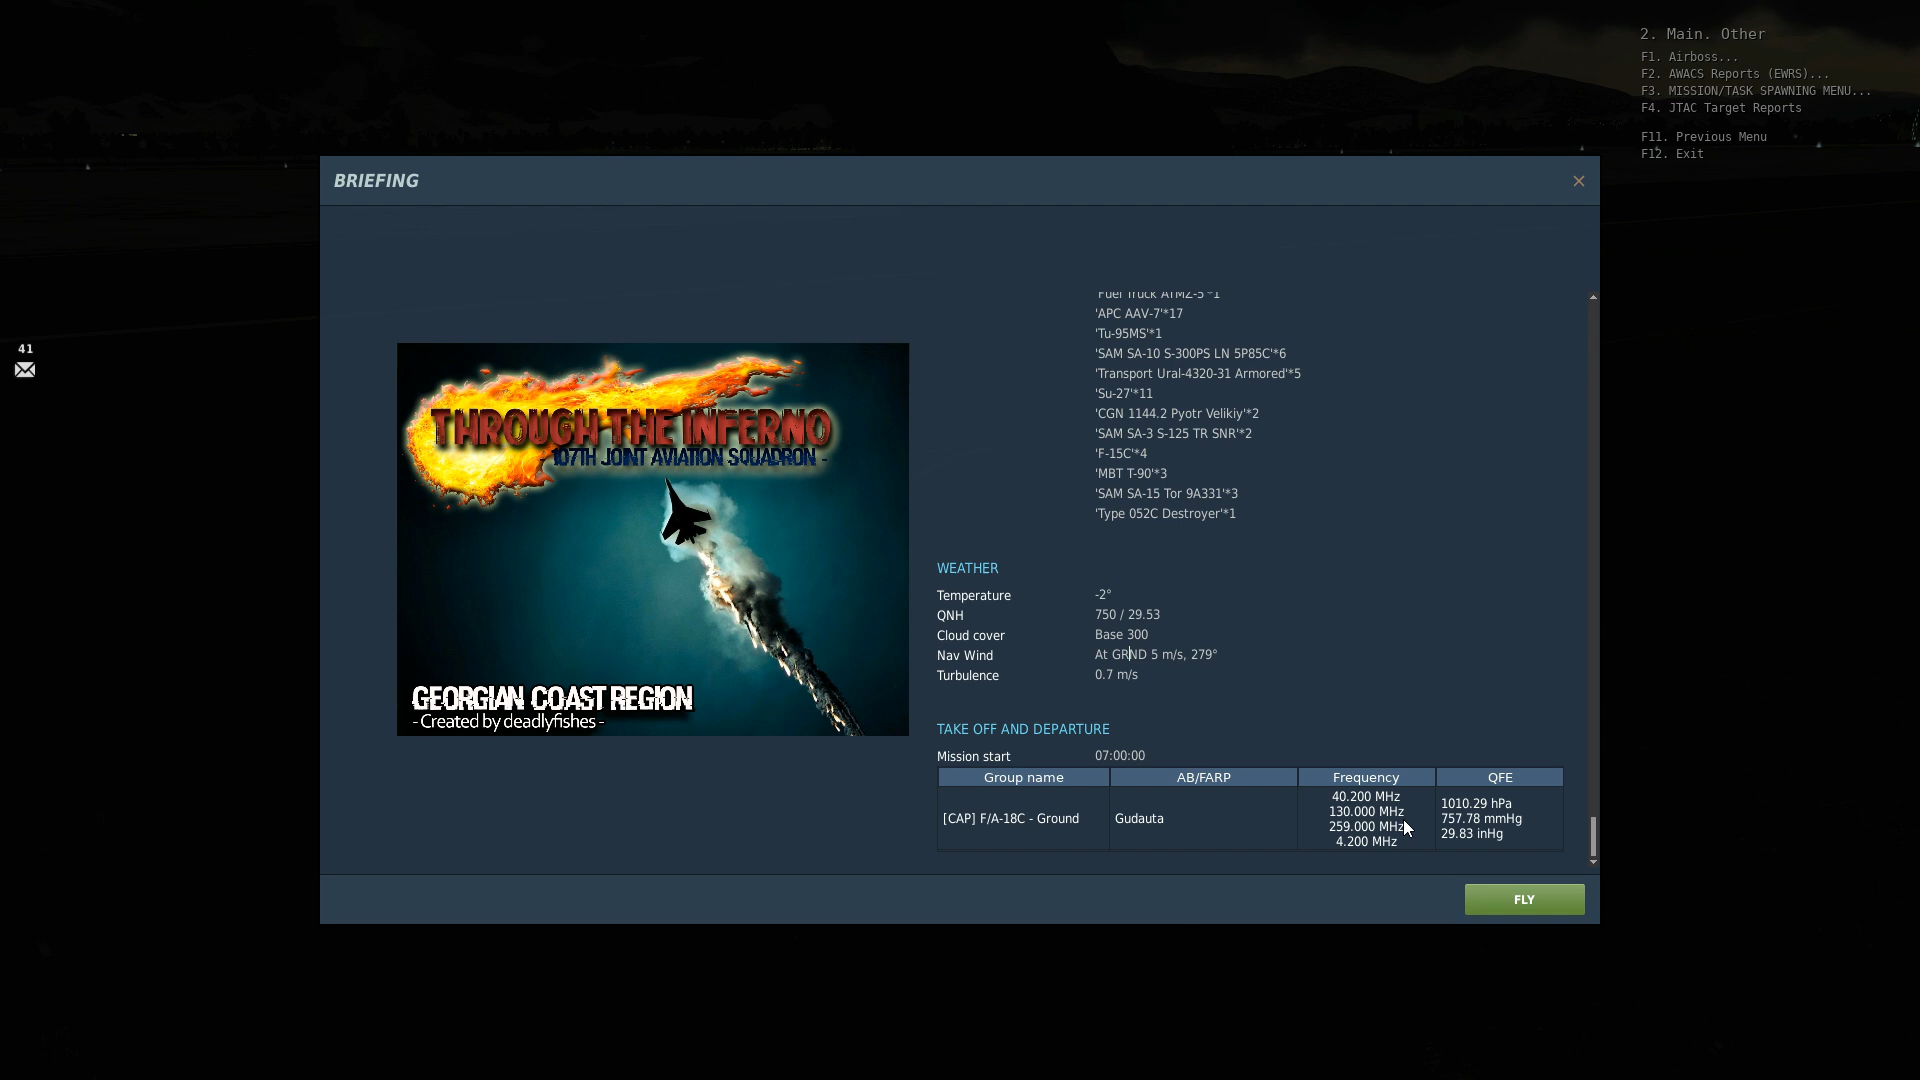 2. Main. Other
F1. Airboss...
F2. AWACS Reports (EWRS)...
F3. MISSION/TASK SPAWNING MENU...
F4. JTAC Target Reports
F11. Previous Menu
F12. Exit
BRIEFING
41
THROUGH THE INFERNO
- 107TH JOINT AVIATION SQUADRON -
GEORGIAN COAST REGION
- Created by deadlyfishes -
'Fuel Truck ATMZ-5'*1
'APC AAV-7'*17
'Tu-95MS'*1
'SAM SA-10 S-300PS LN 5P85C'*6
'Transport Ural-4320-31 Armored'*5
'Su-27'*11
'CGN 1144.2 Pyotr Velikiy'*2
'SAM SA-3 S-125 TR SNR'*2
'F-15C'*4
'MBT T-90'*3
'SAM SA-15 Tor 9A331'*3
'Type 052C Destroyer'*1
WEATHER
Temperature -2°
QNH 750 / 29.53
Cloud cover Base 300
Nav Wind At GRND 5 m/s, 279°
Turbulence 0.7 m/s
TAKE OFF AND DEPARTURE
Mission start 07:00:00
Group name AB/FARP Frequency QFE
[CAP] F/A-18C - Ground Gudauta
40.200 MHz
130.000 MHz
259.000 MHz
4.200 MHz
1010.29 hPa
757.78 mmHg
29.83 inHg
FLY